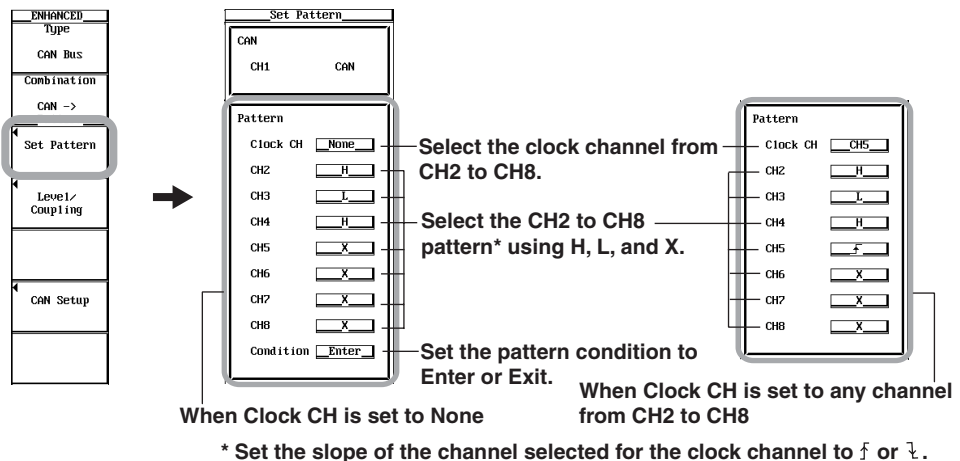 ENHANCED
Type
CAN Bus
Combination
CAN ->
Set Pattern
Level/
Coupling
CAN Setup
Set Pattern
CAN
CH1 CAN
Pattern
Clock CH None
CH2 H
CH3 L
CH4 H
CH5 X
CH6 X
CH7 X
CH8 X
Condition Enter
When Clock CH is set to None
Select the clock channel from
CH2 to CH8.
Select the CH2 to CH8
pattern* using H, L, and X.
Set the pattern condition to
Enter or Exit.
Pattern
Clock CH CH5
CH2 H
CH3 L
CH4 H
CH5 ⨍
CH6 X
CH7 X
CH8 X
When Clock CH is set to any channel
from CH2 to CH8
* Set the slope of the channel selected for the clock channel to or .